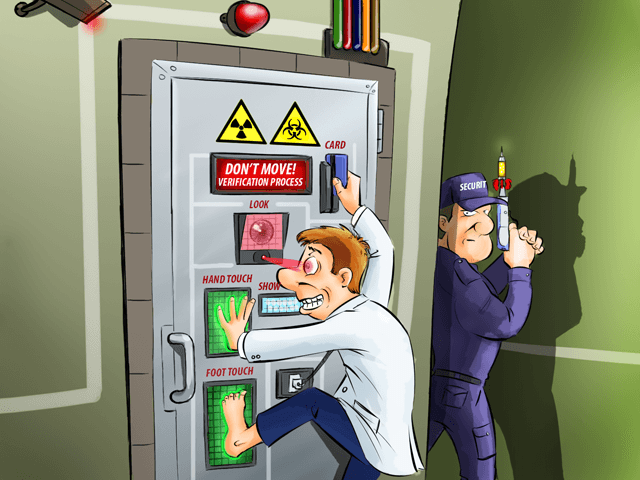 CARD
DON'T MOVE!
VERIFICATION PROCESS
LOOK
HAND TOUCH
SHOW
FOOT TOUCH
SECURIT